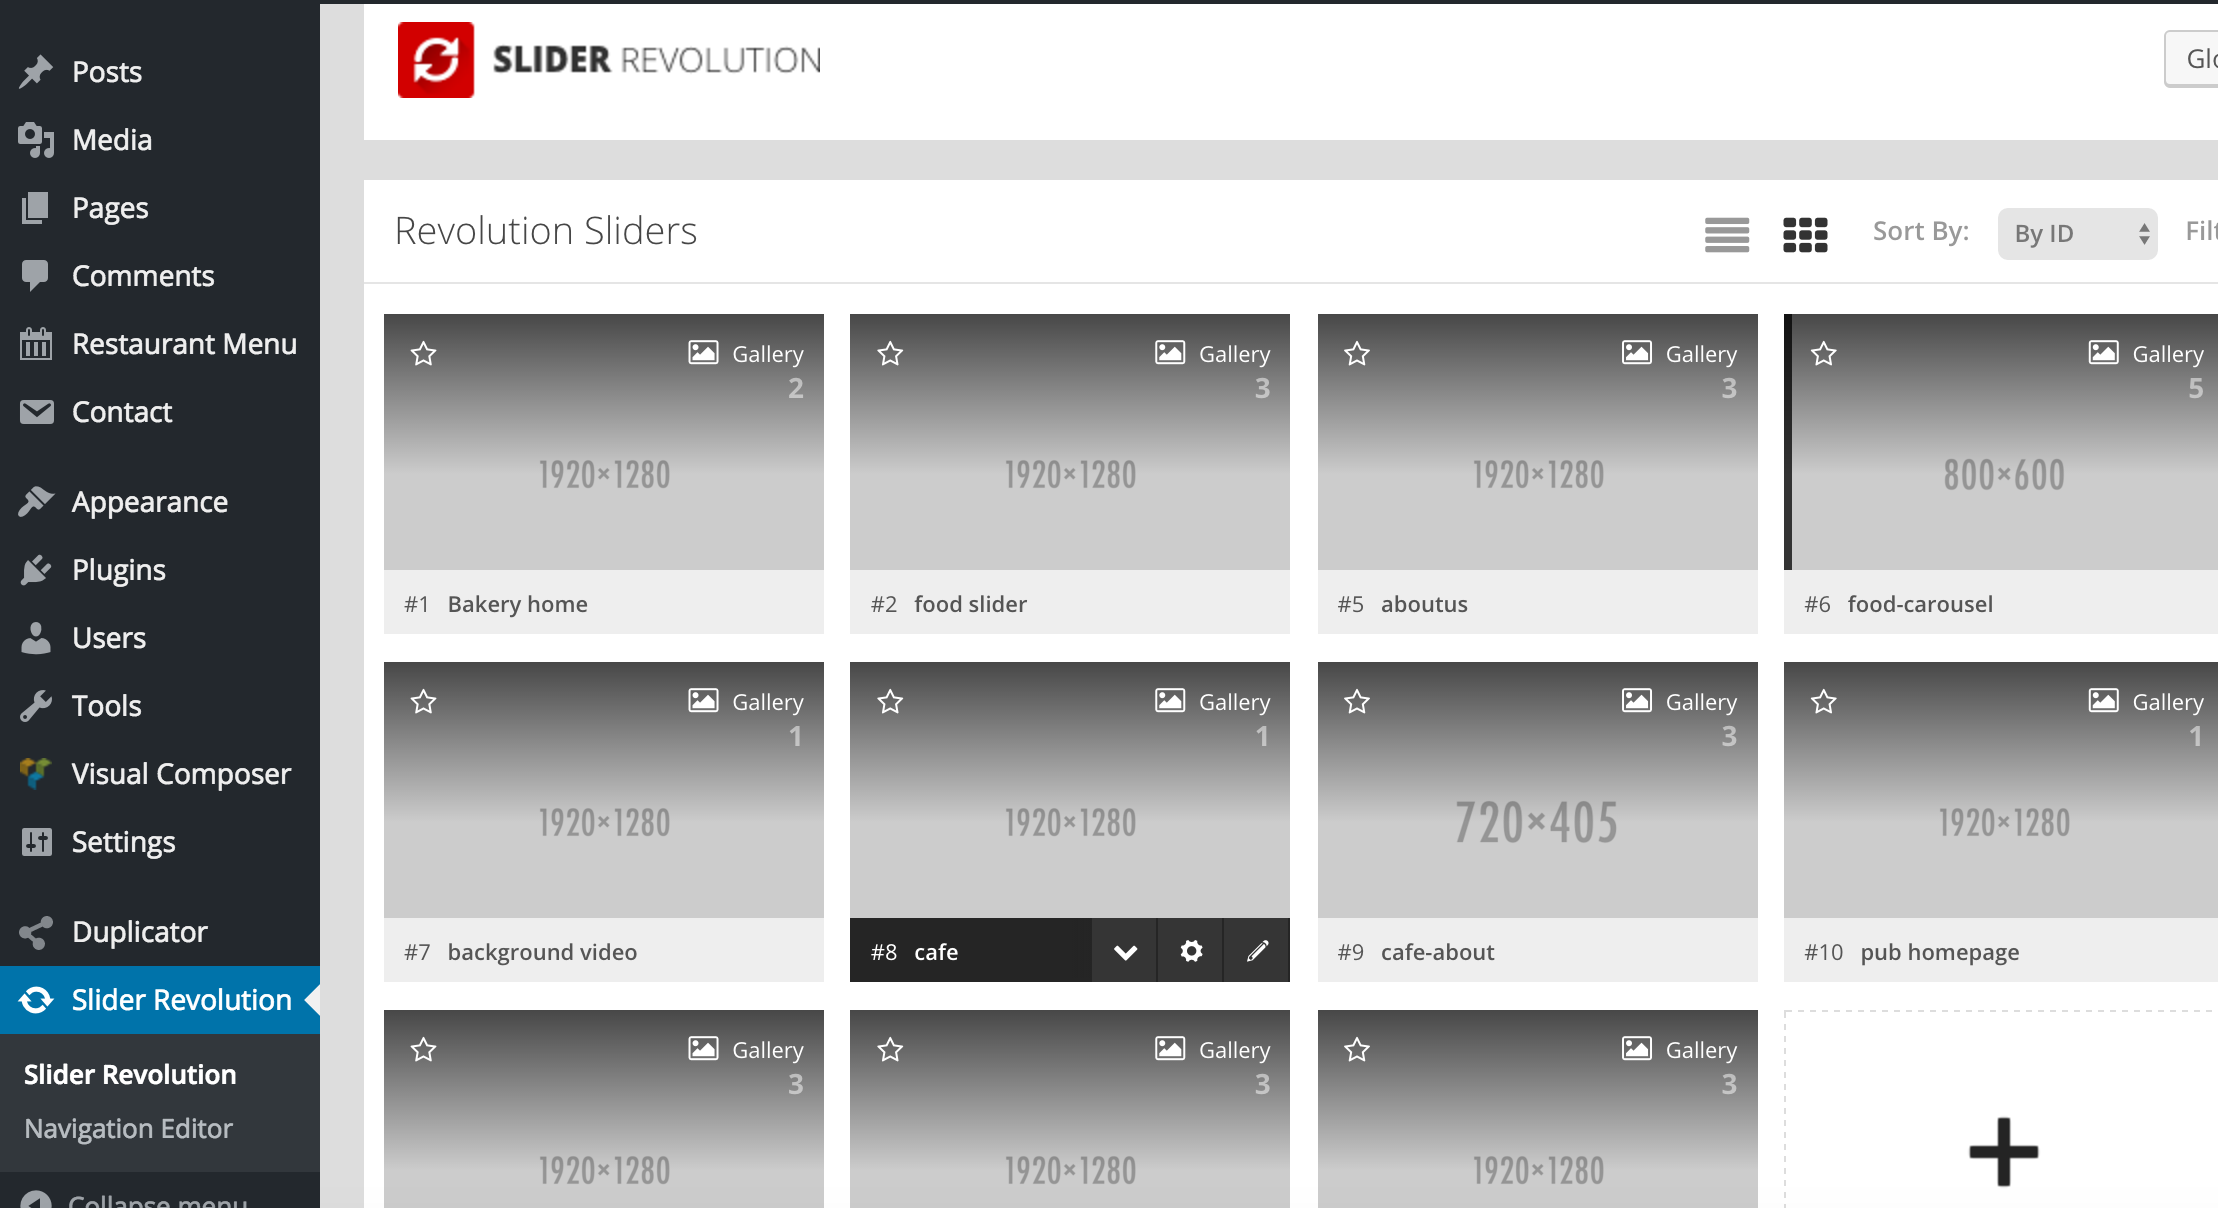 Posts
Media
Pages
Comments
Restaurant Menu
Contact
Appearance
Plugins
Users
Tools
Visual Composer
Settings
Duplicator
Slider Revolution
Slider Revolution
Navigation Editor
Collapse menu
SLIDER REVOLUTION
Revolution Sliders
Sort By:
By ID
Gallery
2
1920×1280
#1 Bakery home
Gallery
3
1920×1280
#2 food slider
Gallery
3
1920×1280
#5 aboutus
Gallery
5
800×600
#6 food-carousel
Gallery
1
1920×1280
#7 background video
Gallery
1
1920×1280
#8 cafe
Gallery
3
720×405
#9 cafe-about
Gallery
1
1920×1280
#10 pub homepage
Gallery
3
1920×1280
Gallery
3
1920×1280
Gallery
3
1920×1280